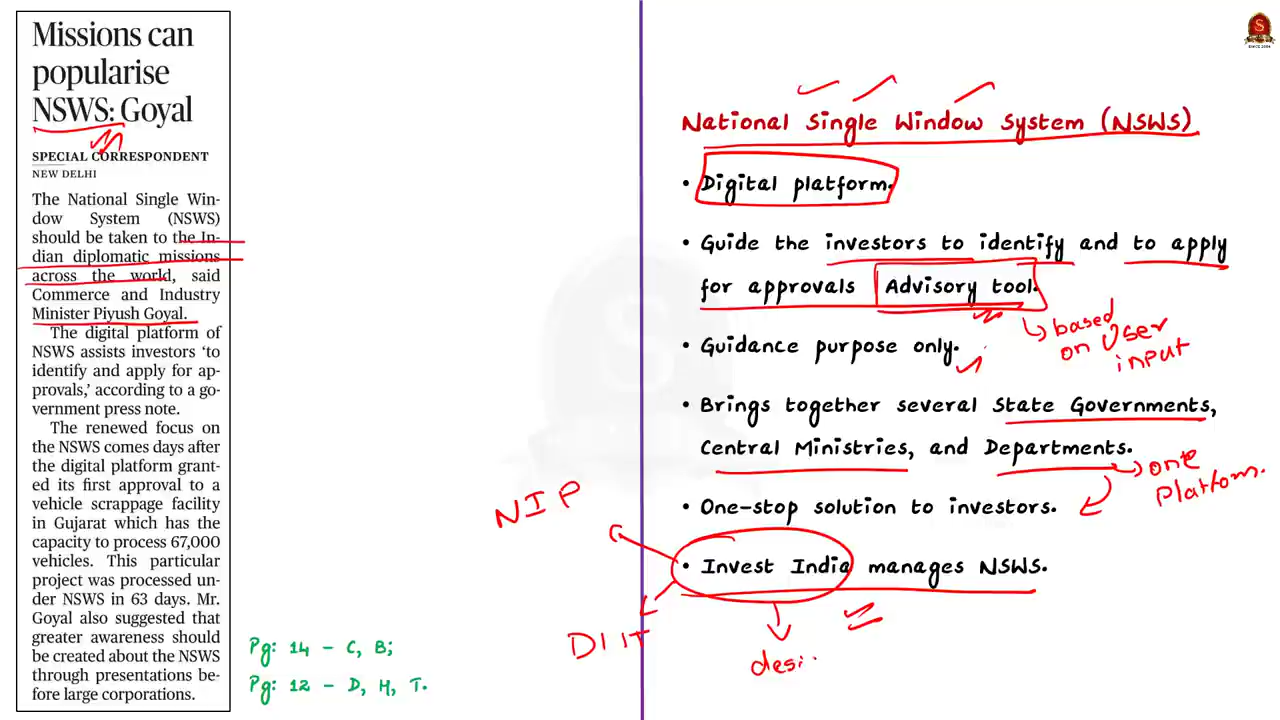 Missions can
popularise
NSWS: Goyal
SPECIAL CORRESPONDENT
NEW DELHI
The National Single Win-
dow System (NSWS)
should be taken to the In-
dian diplomatic missions
across the world, said
Commerce and Industry
Minister Piyush Goyal.
The digital platform of
NSWS assists investors ‘to
identify and apply for ap-
provals,’ according to a go-
vernment press note.
The renewed focus on
the NSWS comes days after
the digital platform grant-
ed its first approval to a
vehicle scrappage facility
in Gujarat which has the
capacity to process 67,000
vehicles. This particular
project was processed un-
der NSWS in 63 days. Mr.
Goyal also suggested that
greater awareness should
be created about the NSWS
through presentations be-
fore large corporations.
Pg: 14 - C, B;
Pg: 12 - D, H, T.
National Single Window System (NSWS)
• Digital platform.
• Guide the investors to identify and to apply
for approvals Advisory tool.
based
on User
input
• Guidance purpose only.
• Brings together several State Governments,
Central Ministries, and Departments.
one
Platform.
• One-stop solution to investors.
NIP
• Invest India manages NSWS.
DIIT
desi
S
SINCE 2004